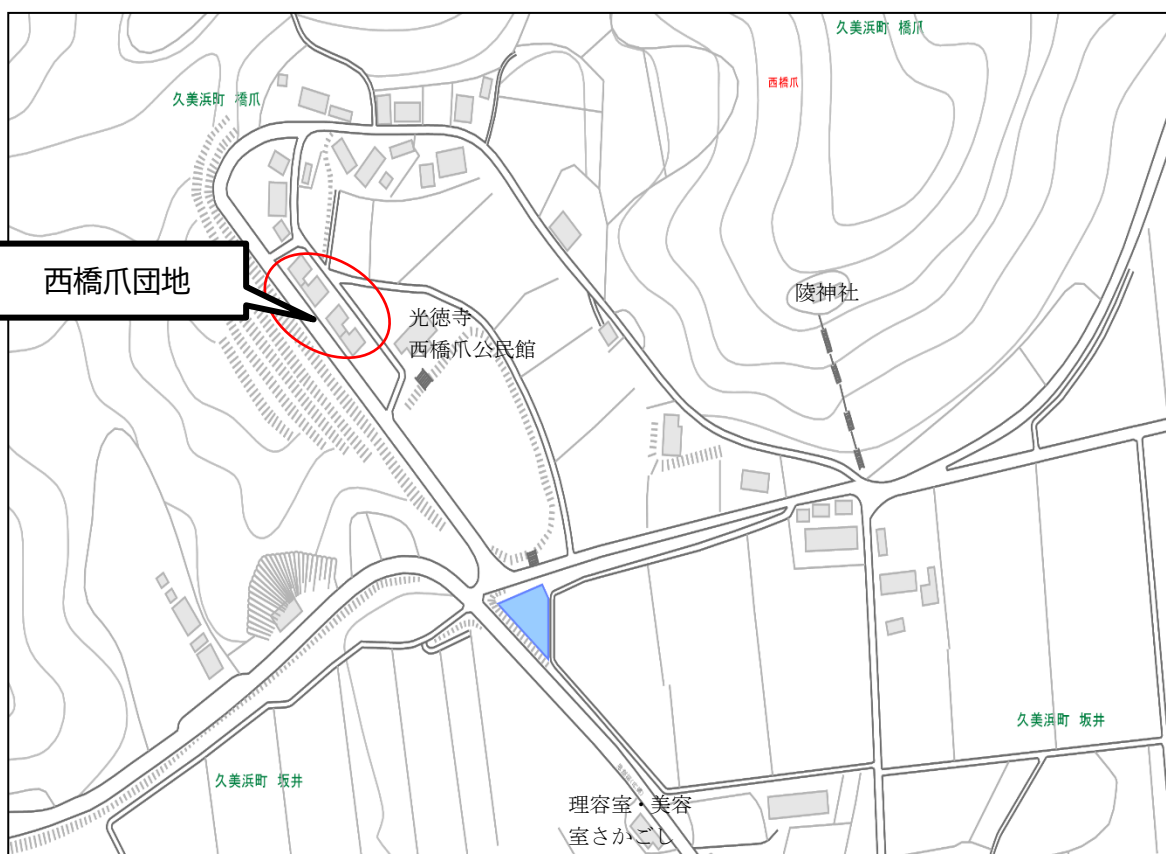 久美浜町 橋爪
西橋爪
久美浜町 橋爪
西橋爪団地
陵神社
光徳寺
西橋爪公民館
久美浜町 坂井
久美浜町 坂井
理容室・美容
室さかごし